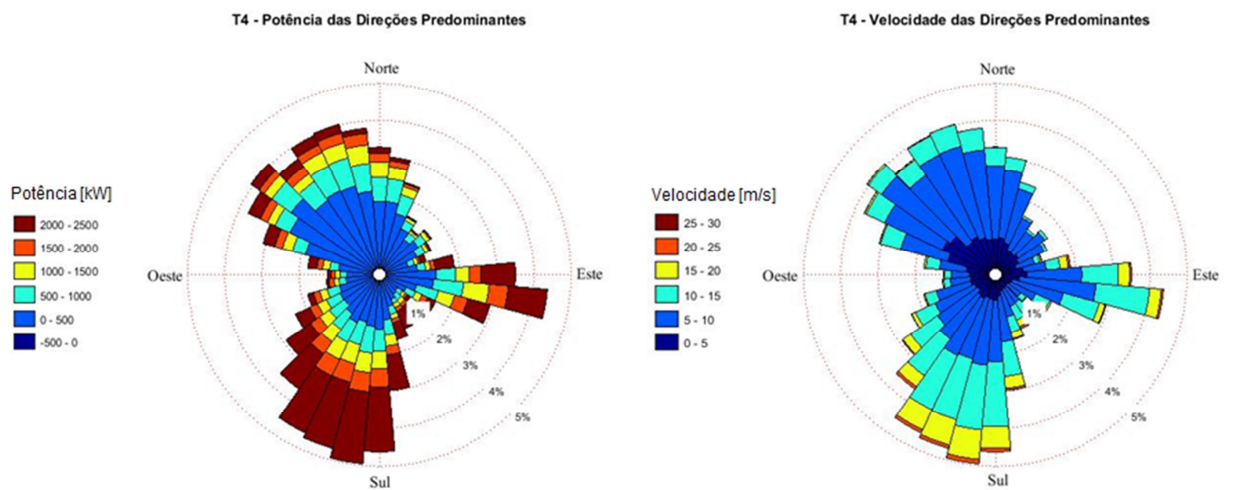 T4 - Potência das Direções Predominantes
Norte
Potência [kW]
2000 - 2500
1500 - 2000
1000 - 1500
500 - 1000
0 - 500
-500 - 0
Oeste
Este
1%
2%
3%
4%
5%
Sul
T4 - Velocidade das Direções Predominantes
Norte
Velocidade [m/s]
25 - 30
20 - 25
15 - 20
10 - 15
5 - 10
0 - 5
Oeste
Este
1%
2%
3%
4%
5%
Sul